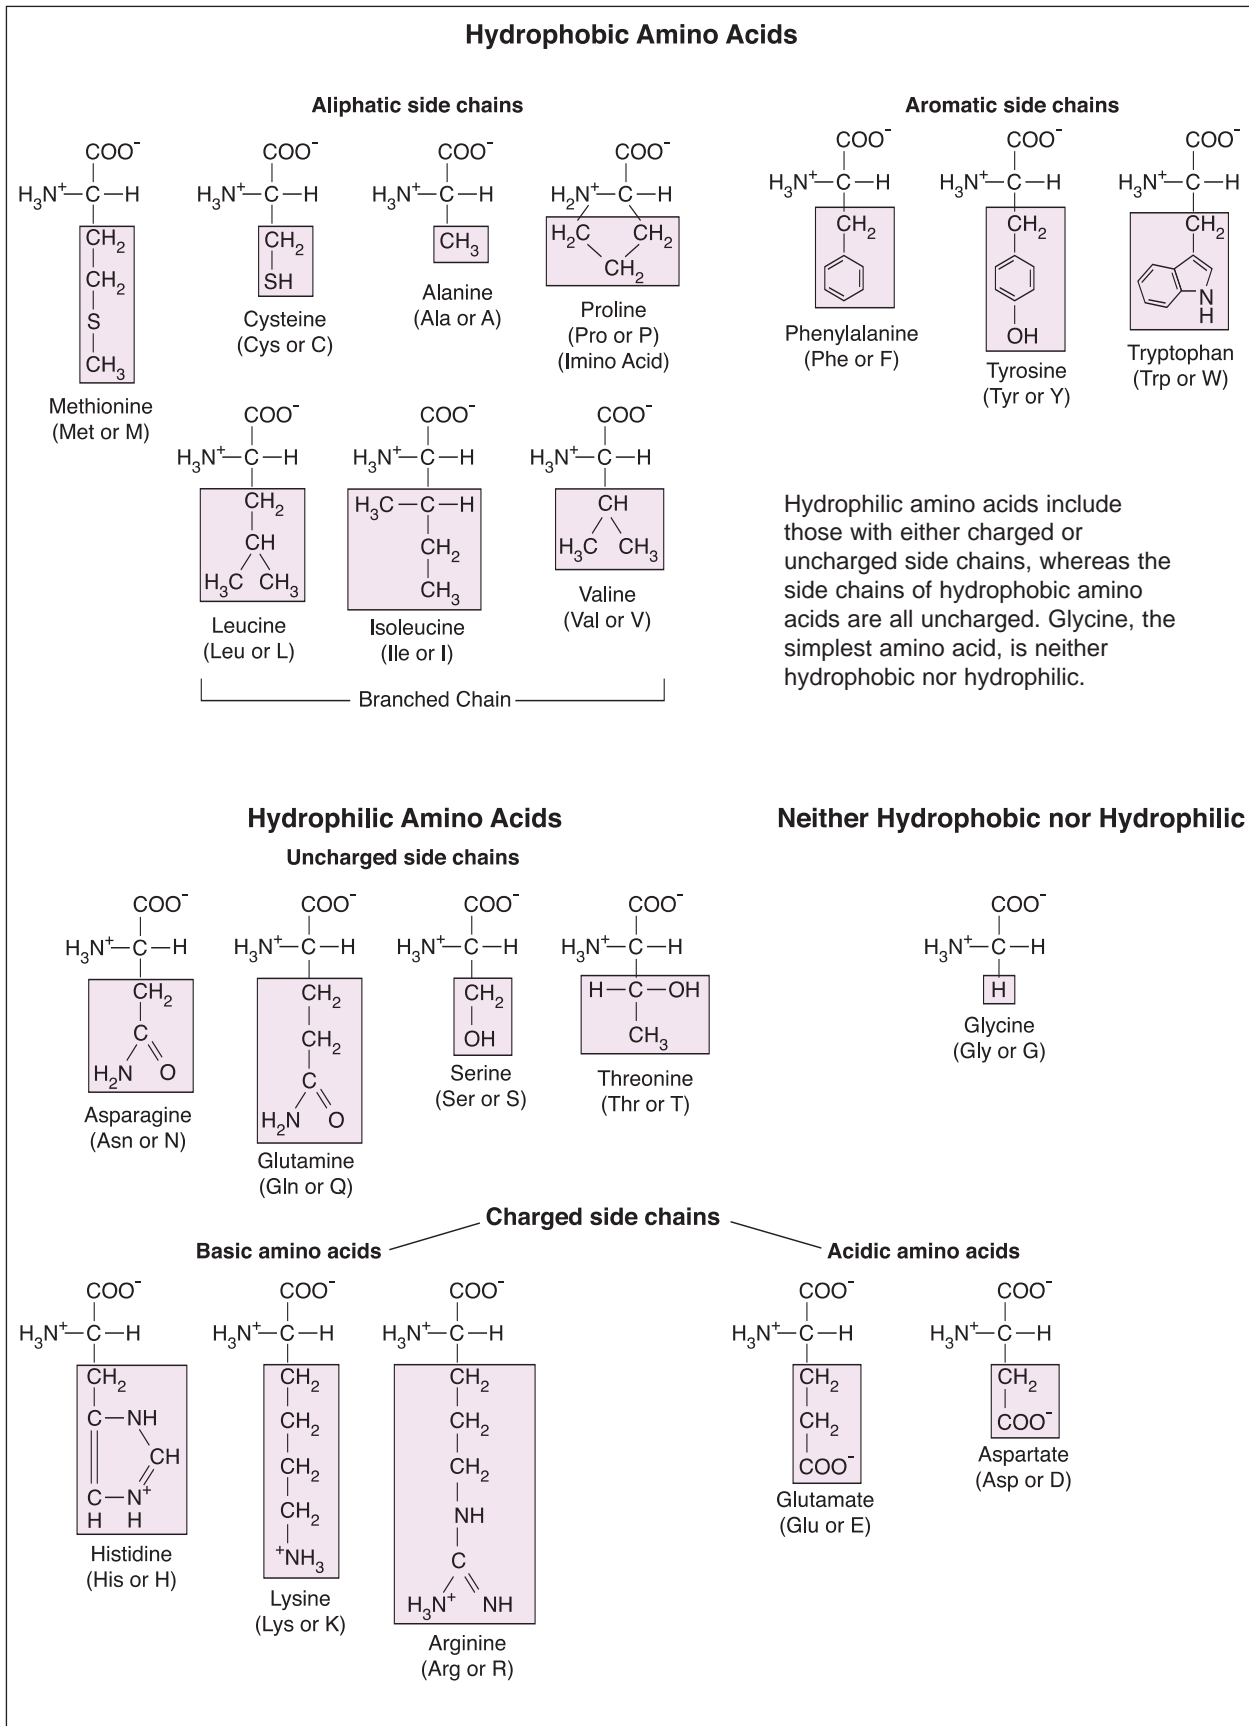 Hydrophobic Amino Acids
Aliphatic side chains
COO⁻
H₃N⁺—C—H
CH₂
CH₂
S
CH₃
Methionine
(Met or M)
COO⁻
H₃N⁺—C—H
CH₂
SH
Cysteine
(Cys or C)
COO⁻
H₃N⁺—C—H
CH₃
Alanine
(Ala or A)
COO⁻
H₂N⁺—C—H
H₂C CH₂
CH₂
Proline
(Pro or P)
(Imino Acid)
COO⁻
H₃N⁺—C—H
CH₂
CH
H₃C CH₃
Leucine
(Leu or L)
COO⁻
H₃N⁺—C—H
H₃C—C—H
CH₂
CH₃
Isoleucine
(Ile or I)
COO⁻
H₃N⁺—C—H
CH
H₃C CH₃
Valine
(Val or V)
Branched Chain
Aromatic side chains
COO⁻
H₃N⁺—C—H
CH₂
Phenylalanine
(Phe or F)
COO⁻
H₃N⁺—C—H
CH₂
OH
Tyrosine
(Tyr or Y)
COO⁻
H₃N⁺—C—H
CH₂
N
H
Tryptophan
(Trp or W)
Hydrophilic amino acids include
those with either charged or
uncharged side chains, whereas the
side chains of hydrophobic amino
acids are all uncharged. Glycine, the
simplest amino acid, is neither
hydrophobic nor hydrophilic.
Hydrophilic Amino Acids
Uncharged side chains
COO⁻
H₃N⁺—C—H
CH₂
C
H₂N O
Asparagine
(Asn or N)
COO⁻
H₃N⁺—C—H
CH₂
CH₂
C
H₂N O
Glutamine
(Gln or Q)
COO⁻
H₃N⁺—C—H
CH₂
OH
Serine
(Ser or S)
COO⁻
H₃N⁺—C—H
H—C—OH
CH₃
Threonine
(Thr or T)
Neither Hydrophobic nor Hydrophilic
COO⁻
H₃N⁺—C—H
H
Glycine
(Gly or G)
Charged side chains
Basic amino acids
COO⁻
H₃N⁺—C—H
CH₂
C—NH
CH
C—N⁺
H H
Histidine
(His or H)
COO⁻
H₃N⁺—C—H
CH₂
CH₂
CH₂
CH₂
⁺NH₃
Lysine
(Lys or K)
COO⁻
H₃N⁺—C—H
CH₂
CH₂
CH₂
NH
C
H₃N⁺ NH
Arginine
(Arg or R)
Acidic amino acids
COO⁻
H₃N⁺—C—H
CH₂
CH₂
COO⁻
Glutamate
(Glu or E)
COO⁻
H₃N⁺—C—H
CH₂
COO⁻
Aspartate
(Asp or D)